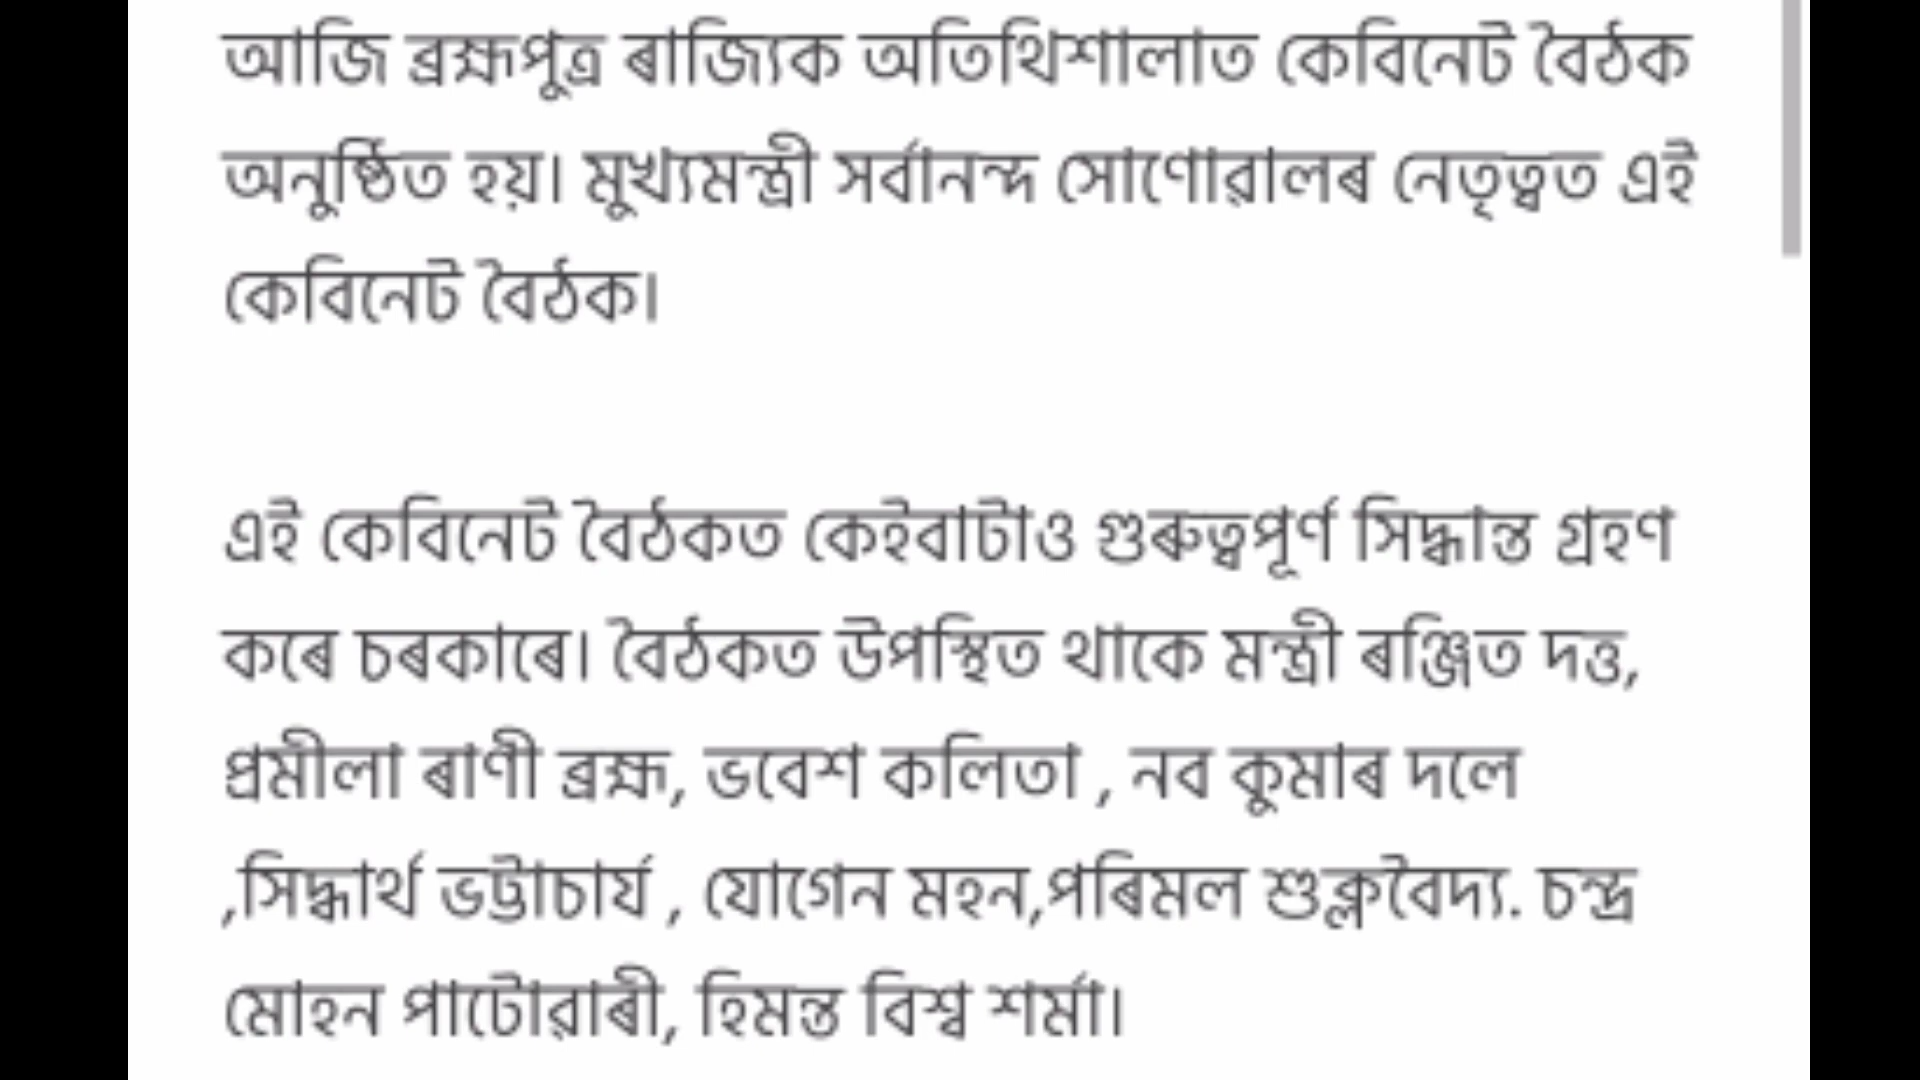 আজি ব্ৰহ্মপুত্ৰ ৰাজ্যিক অতিথিশালাত কেবিনেট বৈঠক
অনুষ্ঠিত হয়। মুখ্যমন্ত্ৰী সৰ্বানন্দ সোণোৱালৰ নেতৃত্বত এই
কেবিনেট বৈঠক।
এই কেবিনেট বৈঠকত কেইবাটাও গুৰুত্বপূৰ্ণ সিদ্ধান্ত গ্ৰহণ
কৰে চৰকাৰে। বৈঠকত উপস্থিত থাকে মন্ত্ৰী ৰঞ্জিত দত্ত,
প্ৰমীলা ৰাণী ব্ৰহ্ম, ভবেশ কলিতা , নব কুমাৰ দলে
,সিদ্ধাৰ্থ ভট্টাচাৰ্য , যোগেন মহন,পৰিমল শুক্লবৈদ্য. চন্দ্ৰ
মোহন পাটোৱাৰী, হিমন্ত বিশ্ব শৰ্মা।